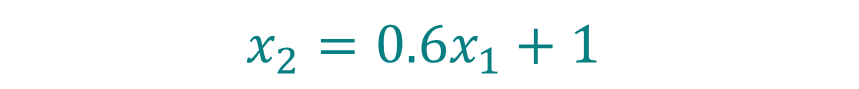 x₂ = 0.6x₁ + 1